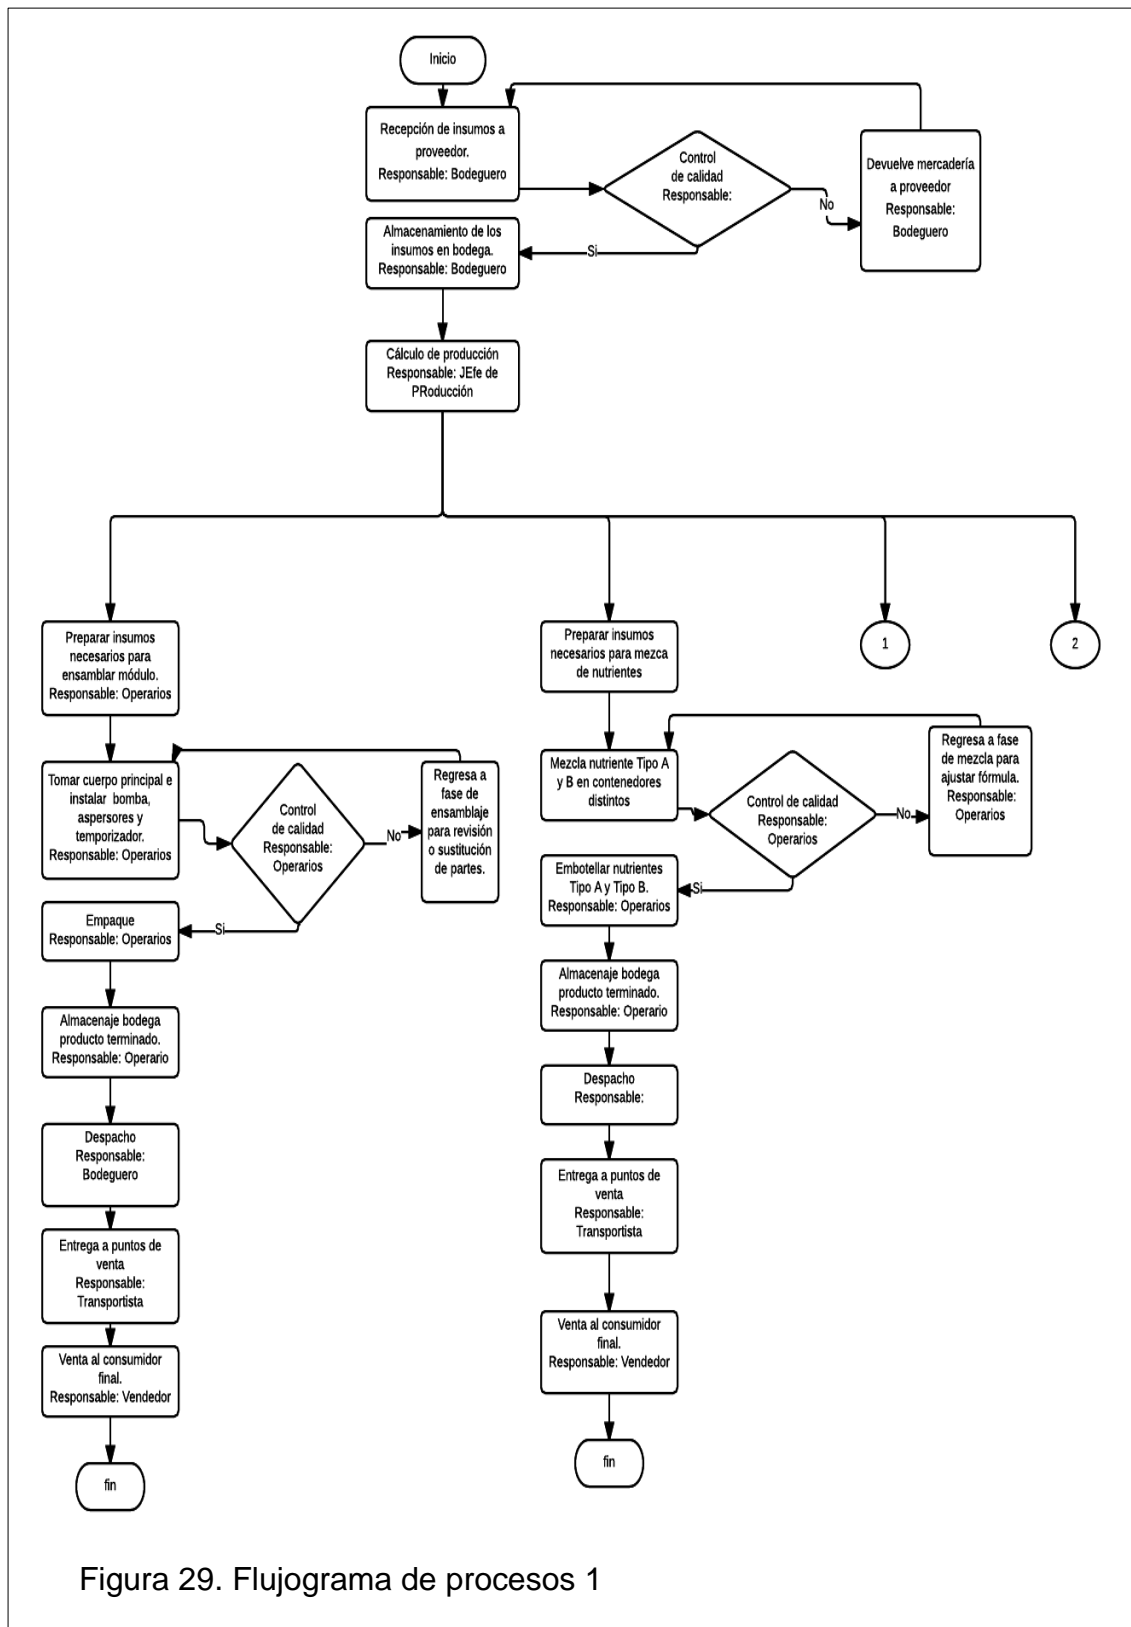 Inicio
Recepción de insumos a
proveedor.
Responsable: Bodeguero
Control
de calidad
Responsable:
No
Devuelve mercadería
a proveedor
Responsable:
Bodeguero
Si
Almacenamiento de los
insumos en bodega.
Responsable: Bodeguero
Cálculo de producción
Responsable: JEfe de
PRoducción
Preparar insumos
necesarios para
ensamblar módulo.
Responsable: Operarios
Tomar cuerpo principal e
instalar bomba,
aspersores y
temporizador.
Responsable: Operarios
Control
de calidad
Responsable:
Operarios
No
Regresa a
fase de
ensamblaje
para revisión
o sustitución
de partes.
Si
Empaque
Responsable: Operarios
Almacenaje bodega
producto terminado.
Responsable: Operario
Despacho
Responsable:
Bodeguero
Entrega a puntos de
venta
Responsable:
Transportista
Venta al consumidor
final.
Responsable: Vendedor
fin
Preparar insumos
necesarios para mezca
de nutrientes
Mezcla nutriente Tipo A
y B en contenedores
distintos
Control de calidad
Responsable:
Operarios
No
Regresa a fase
de mezcla para
ajustar fórmula.
Responsable:
Operarios
Si
Embotellar nutrientes
Tipo A y Tipo B.
Responsable: Operarios
Almacenaje bodega
producto terminado.
Responsable: Operario
Despacho
Responsable:
Entrega a puntos de
venta
Responsable:
Transportista
Venta al consumidor
final.
Responsable: Vendedor
fin
1
2
Figura 29. Flujograma de procesos 1